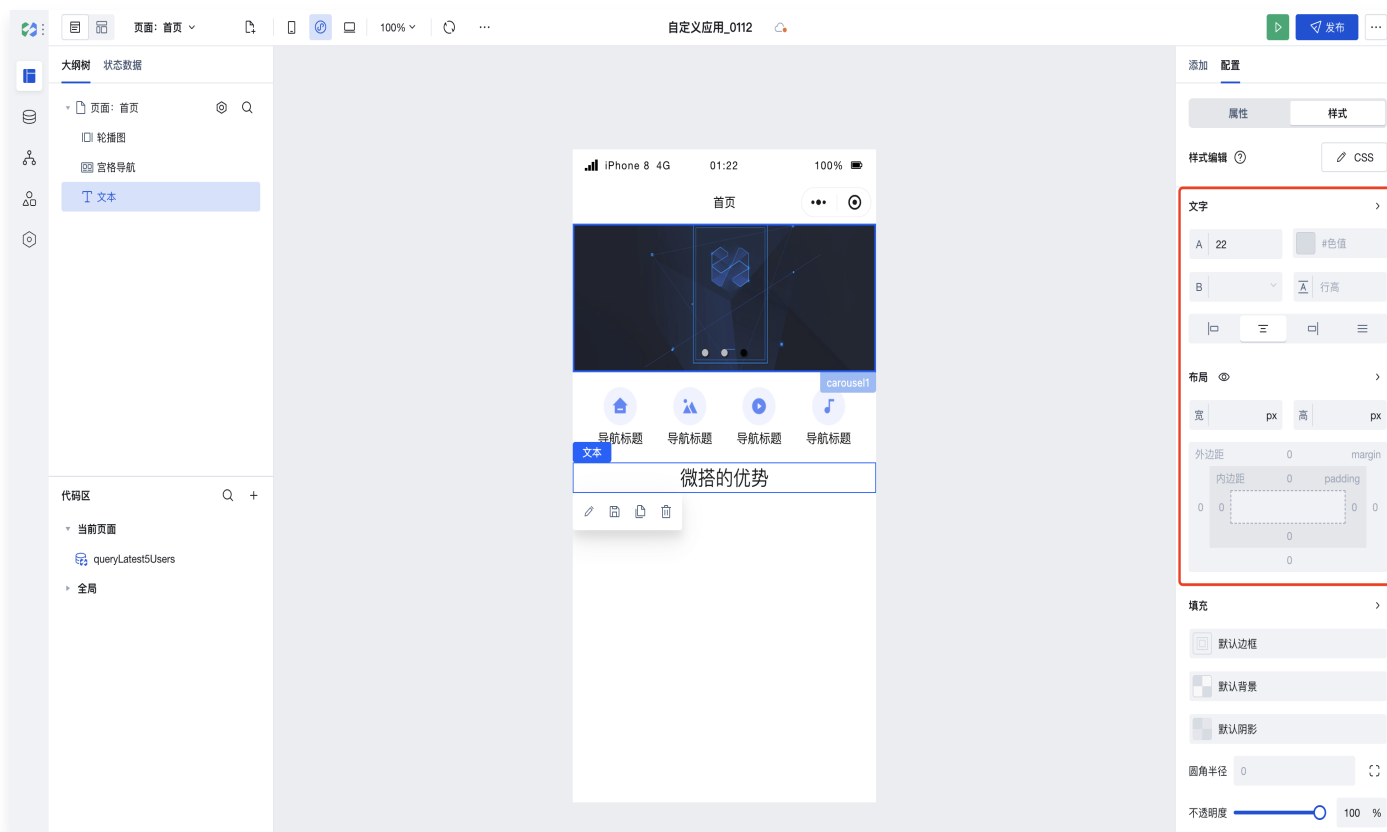 页面：首页
100%
自定义应用_0112
发布
大纲树 状态数据
页面：首页
轮播图
宫格导航
文本
代码区
当前页面
queryLatest5Users
全局
iPhone 8 4G 01:22 100%
首页
carousel1
导航标题 导航标题 导航标题 导航标题
文本
微搭的优势
添加 配置
属性 样式
样式编辑 CSS
文字
A 22 #色值
B A 行高
布局
宽 px 高 px
外边距 0 margin
内边距 0 padding
0 0 0 0
0
0
填充
默认边框
默认背景
默认阴影
圆角半径 0
不透明度 100 %